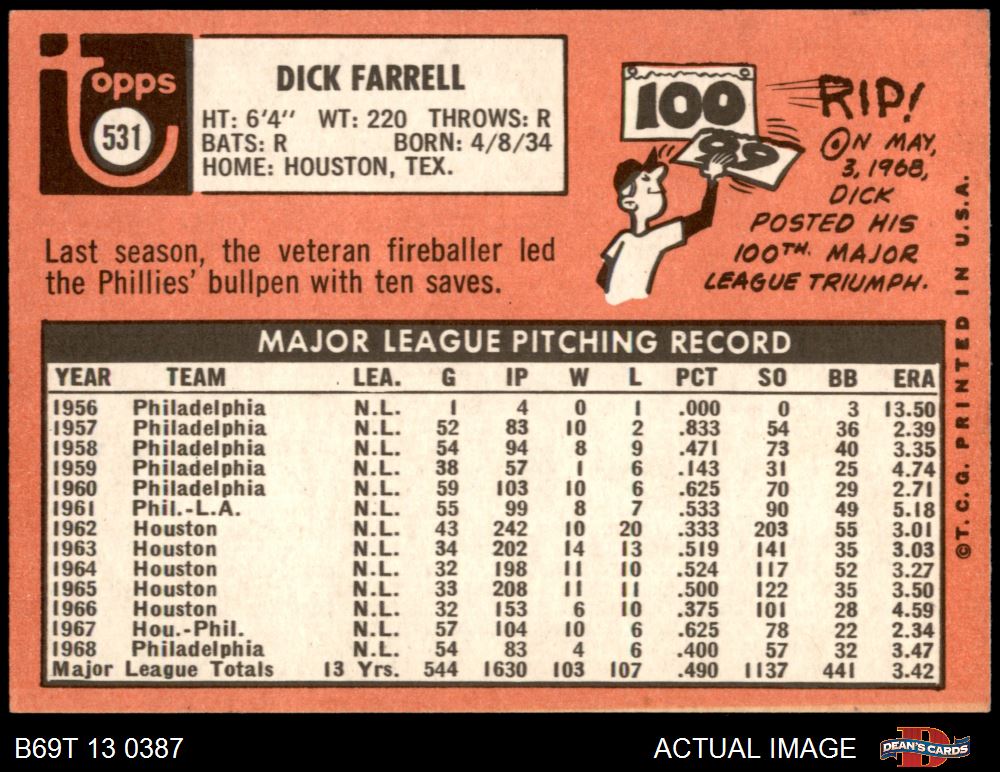 Topps
531
DICK FARRELL
HT: 6'4" WT: 220 THROWS: R
BATS: R BORN: 4/8/34
HOME: HOUSTON, TEX.
100
99
RIP!
ON MAY,
3, 1968,
DICK
POSTED HIS
100TH. MAJOR
LEAGUE TRIUMPH.
Last season, the veteran fireballer led
the Phillies' bullpen with ten saves.
MAJOR LEAGUE PITCHING RECORD
YEAR TEAM LEA. G IP W L PCT SO BB ERA
1956 Philadelphia N.L. 1 4 0 1 .000 0 3 13.50
1957 Philadelphia N.L. 52 83 10 2 .833 54 36 2.39
1958 Philadelphia N.L. 54 94 8 9 .471 73 40 3.35
1959 Philadelphia N.L. 38 57 1 6 .143 31 25 4.74
1960 Philadelphia N.L. 59 103 10 6 .625 70 29 2.71
1961 Phil.-L.A. N.L. 55 99 8 7 .533 90 49 5.18
1962 Houston N.L. 43 242 10 20 .333 203 55 3.01
1963 Houston N.L. 34 202 14 13 .519 141 35 3.03
1964 Houston N.L. 32 198 11 10 .524 117 52 3.27
1965 Houston N.L. 33 208 11 11 .500 122 35 3.50
1966 Houston N.L. 32 153 6 10 .375 101 28 4.59
1967 Hou.-Phil. N.L. 57 104 10 6 .625 78 22 2.34
1968 Philadelphia N.L. 54 83 4 6 .400 57 32 3.47
Major League Totals 13 Yrs. 544 1630 103 107 .490 1137 441 3.42
©T.C.G. PRINTED IN U.S.A.
B69T 13 0387
ACTUAL IMAGE
DEAN'S CARDS